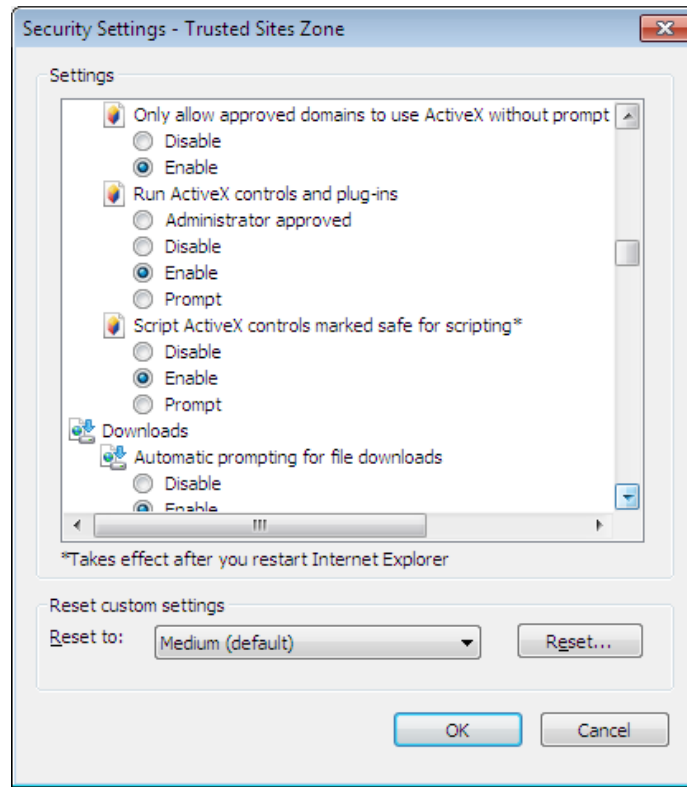 Security Settings - Trusted Sites Zone
Settings
Only allow approved domains to use ActiveX without prompt
Disable
Enable
Run ActiveX controls and plug-ins
Administrator approved
Disable
Enable
Prompt
Script ActiveX controls marked safe for scripting*
Disable
Enable
Prompt
Downloads
Automatic prompting for file downloads
Disable
Enable
*Takes effect after you restart Internet Explorer
Reset custom settings
Reset to:
Medium (default)
Reset...
OK
Cancel